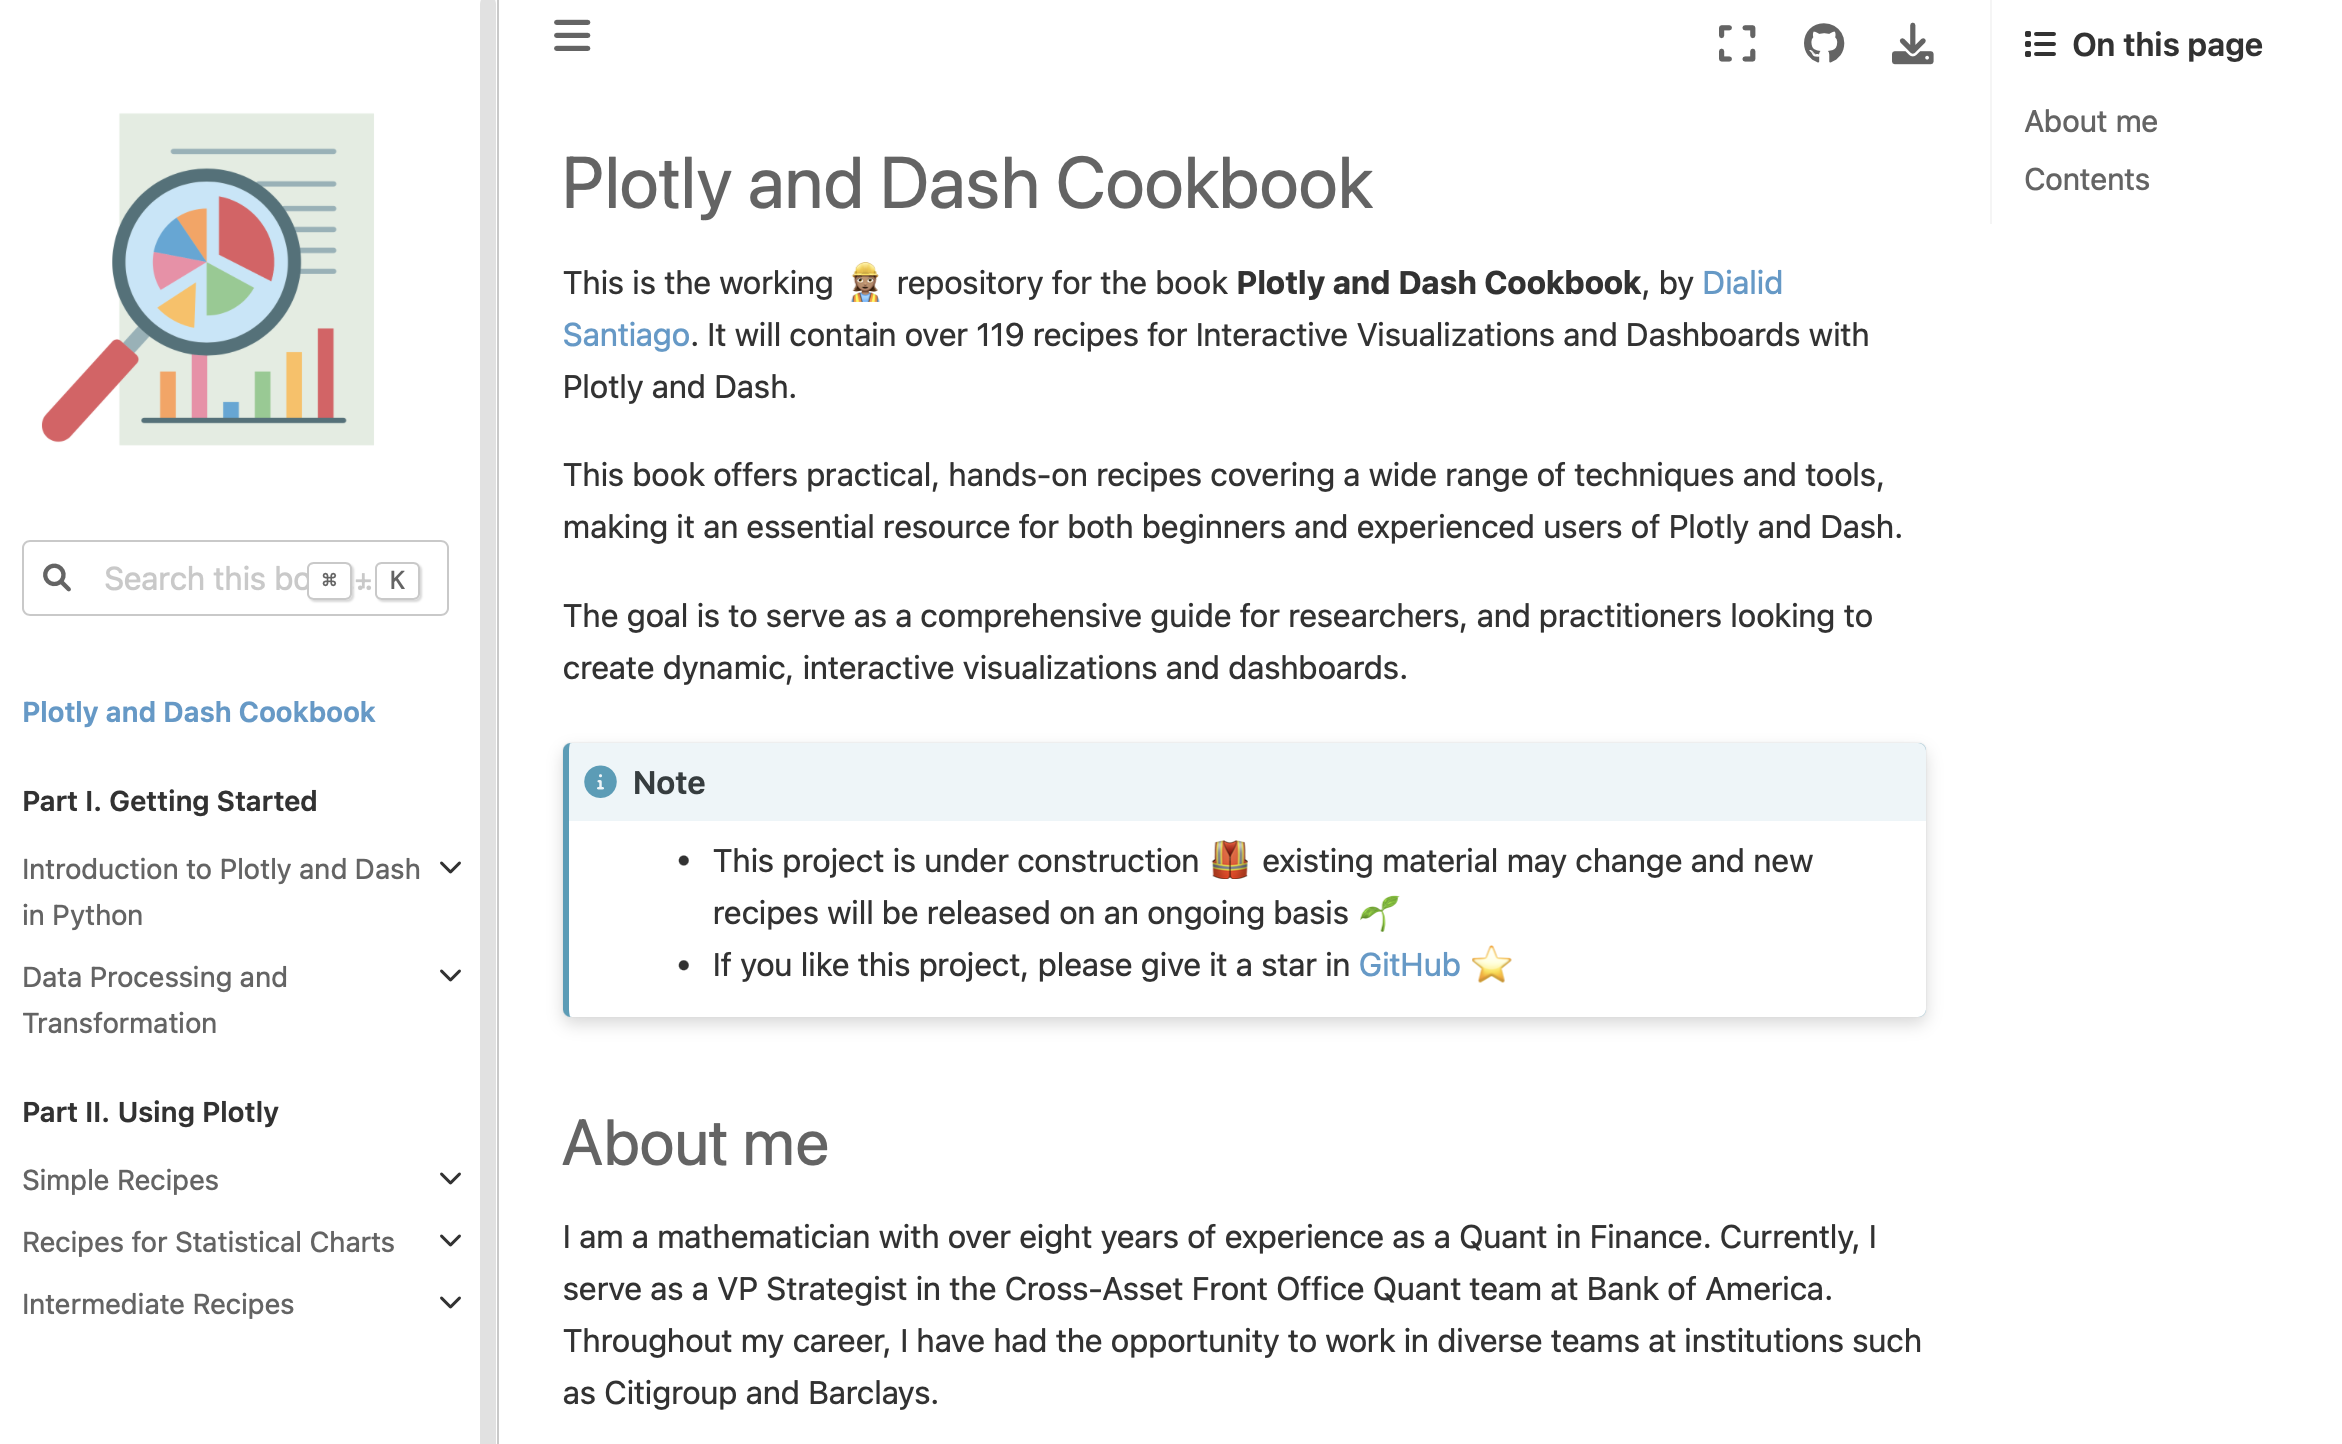 Search this bo ⌘ + K
Plotly and Dash Cookbook
Part I. Getting Started
Introduction to Plotly and Dash
in Python
Data Processing and
Transformation
Part II. Using Plotly
Simple Recipes
Recipes for Statistical Charts
Intermediate Recipes
Plotly and Dash Cookbook
This is the working 👷🏽‍♀️ repository for the book Plotly and Dash Cookbook, by Dialid
Santiago. It will contain over 119 recipes for Interactive Visualizations and Dashboards with
Plotly and Dash.
This book offers practical, hands-on recipes covering a wide range of techniques and tools,
making it an essential resource for both beginners and experienced users of Plotly and Dash.
The goal is to serve as a comprehensive guide for researchers, and practitioners looking to
create dynamic, interactive visualizations and dashboards.
Note
• This project is under construction 🦺 existing material may change and new
recipes will be released on an ongoing basis 🌱
• If you like this project, please give it a star in GitHub ⭐
About me
I am a mathematician with over eight years of experience as a Quant in Finance. Currently, I
serve as a VP Strategist in the Cross-Asset Front Office Quant team at Bank of America.
Throughout my career, I have had the opportunity to work in diverse teams at institutions such
as Citigroup and Barclays.
On this page
About me
Contents